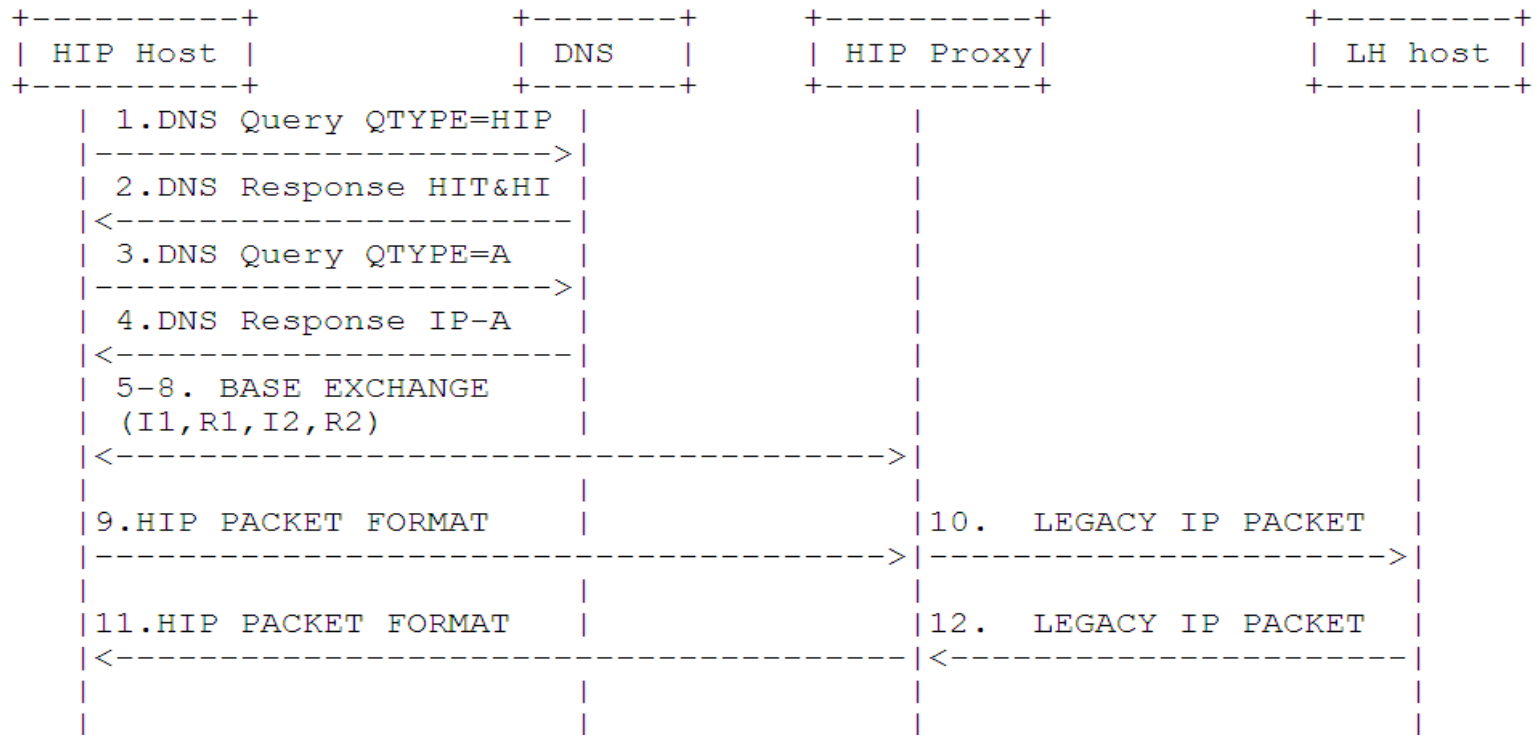 +----------+ +-------+ +----------+ +---------+
| HIP Host | | DNS | | HIP Proxy| | LH host |
+----------+ +-------+ +----------+ +---------+
| 1.DNS Query QTYPE=HIP | | |
|---------------------->| | |
| 2.DNS Response HIT&HI | | |
|<----------------------| | |
| 3.DNS Query QTYPE=A | | |
|---------------------->| | |
| 4.DNS Response IP-A | | |
|<----------------------| | |
| 5-8. BASE EXCHANGE | | |
| (I1,R1,I2,R2) | | |
|<------------------------------------->| |
| | | |
|9.HIP PACKET FORMAT | |10. LEGACY IP PACKET |
|-------------------------------------->|---------------------->|
| | | |
|11.HIP PACKET FORMAT | |12. LEGACY IP PACKET |
|<--------------------------------------|<----------------------|
| | | |
| | | |